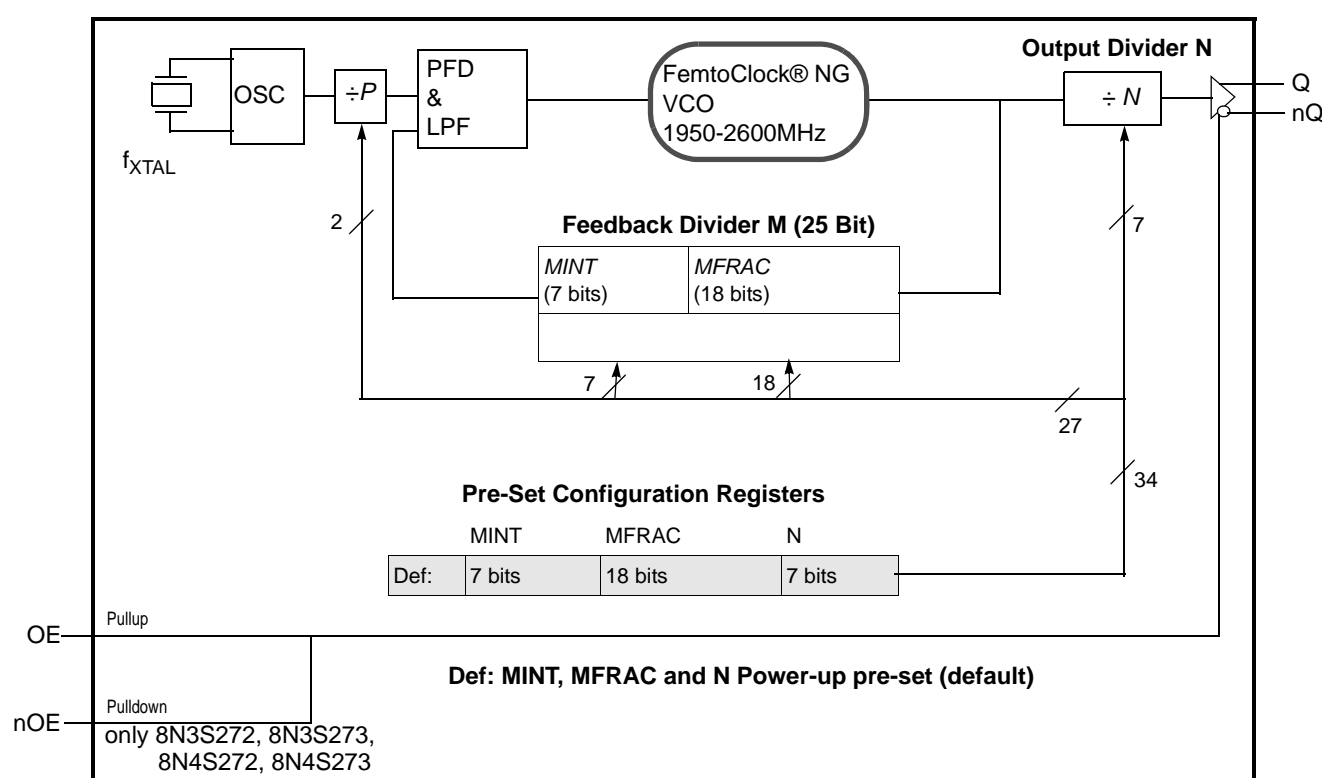 Output Divider N
OSC
÷P
PFD
&
LPF
FemtoClock® NG
VCO
1950-2600MHz
÷ N
Q
nQ
fXTAL
2
7
Feedback Divider M (25 Bit)
MINT
(7 bits)
MFRAC
(18 bits)
7
18
27
34
Pre-Set Configuration Registers
MINT MFRAC N
Def: 7 bits 18 bits 7 bits
Pullup
OE
Def: MINT, MFRAC and N Power-up pre-set (default)
Pulldown
nOE
only 8N3S272, 8N3S273,
8N4S272, 8N4S273